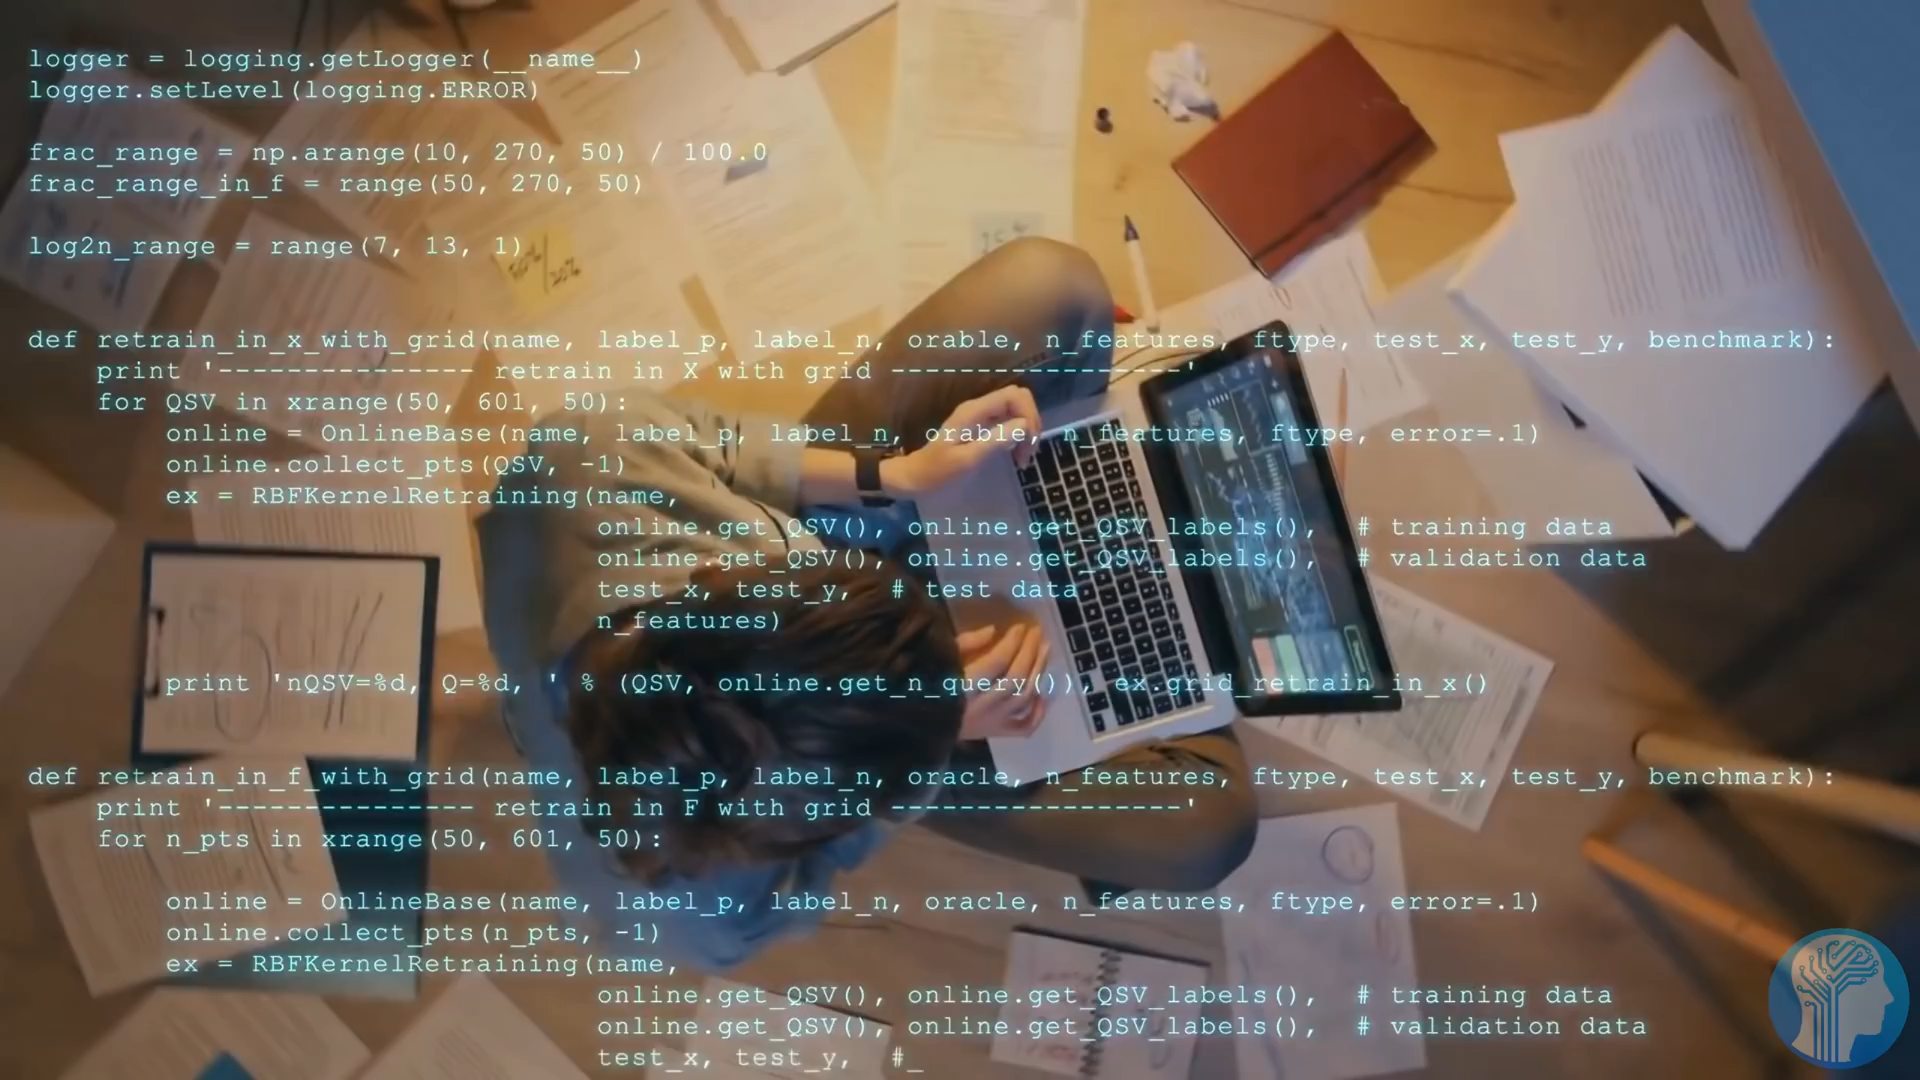 logger = logging.getLogger(__name__)
logger.setLevel(logging.ERROR)
frac_range = np.arange(10, 270, 50) / 100.0
frac_range_in_f = range(50, 270, 50)
log2n_range = range(7, 13, 1)
def retrain_in_x_with_grid(name, label_p, label_n, orable, n_features, ftype, test_x, test_y, benchmark):
print '--------------- retrain in X with grid -----------------'
for QSV in xrange(50, 601, 50):
online = OnlineBase(name, label_p, label_n, orable, n_features, ftype, error=.1)
online.collect_pts(QSV, -1)
ex = RBFKernelRetraining(name,
online.get_QSV(), online.get_QSV_labels(), # training data
online.get_QSV(), online.get_QSV_labels(), # validation data
test_x, test_y, # test data
n_features)
print 'nQSV=%d, Q=%d, ' % (QSV, online.get_n_query()), ex.grid_retrain_in_x()
def retrain_in_f_with_grid(name, label_p, label_n, oracle, n_features, ftype, test_x, test_y, benchmark):
print '--------------- retrain in F with grid -----------------'
for n_pts in xrange(50, 601, 50):
online = OnlineBase(name, label_p, label_n, oracle, n_features, ftype, error=.1)
online.collect_pts(n_pts, -1)
ex = RBFKernelRetraining(name,
online.get_QSV(), online.get_QSV_labels(), # training data
online.get_QSV(), online.get_QSV_labels(), # validation data
test_x, test_y, #_